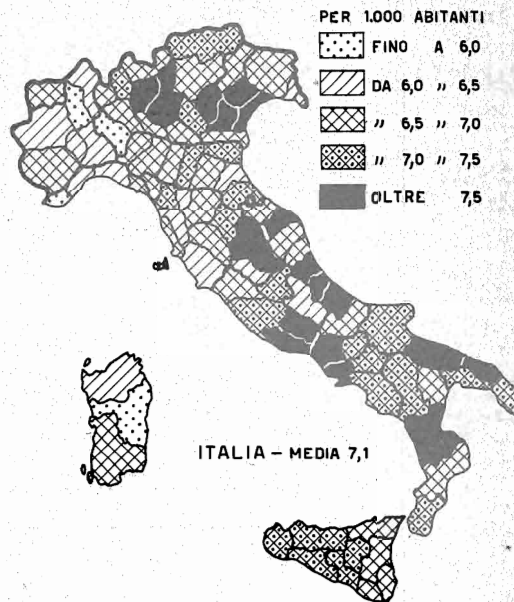 PER 1.000 ABITANTI
FINO A 6,0
DA 6,0 „ 6,5
„ 6,5 „ 7,0
„ 7,0 „ 7,5
OLTRE 7,5
ITALIA – MEDIA 7,1